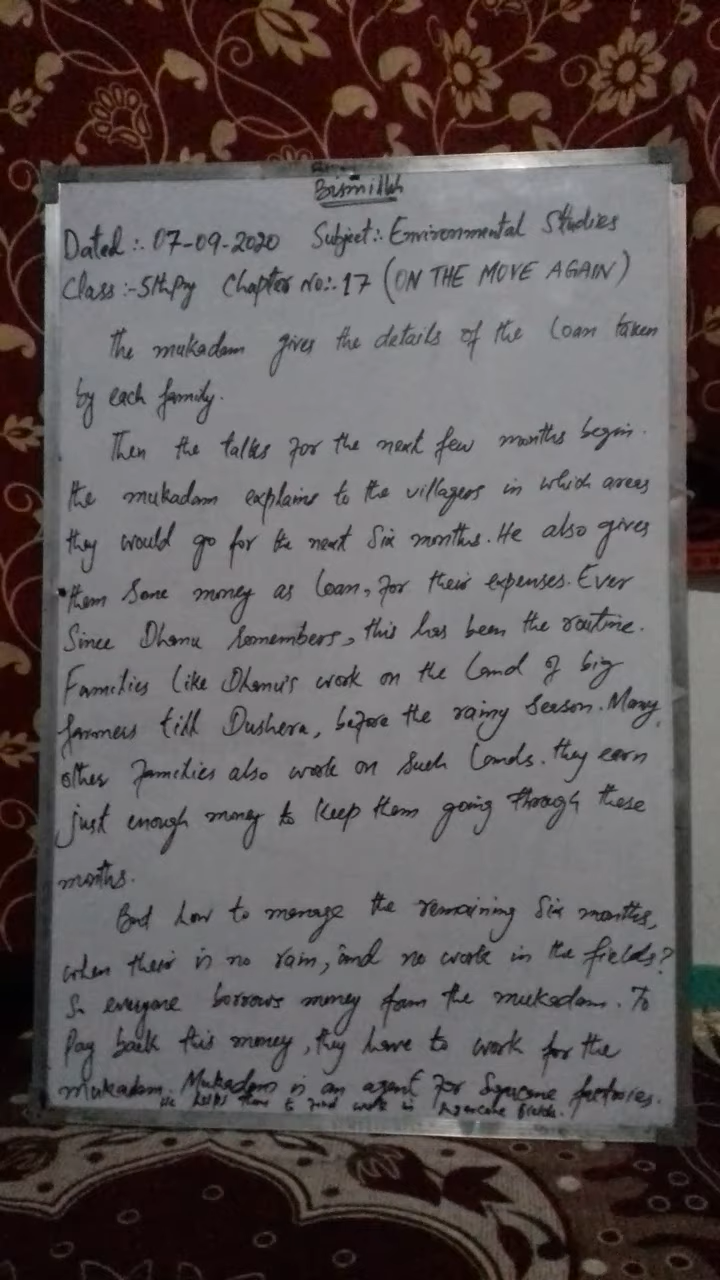 Bismillah
Dated:- 07-09-2020 Subject:- Environmental Studies
Class:-5thpy Chapter No:-17 (ON THE MOVE AGAIN)
The mukadam gives the details of the loan taken
by each family.
Then the talks for the next few months begin.
the mukadam explains to the villagers in which areas
they would go for the next Six months. He also gives
them Some money as loan, for their expenses. Ever
Since Dhanu remembers, this has been the routine.
Families like Dhanu's work on the land of big
farmers till Dushera, before the rainy Season. Many
other families also work on such lands. they earn
just enough money to keep them going through these
months.
But how to manage the remaining Six months,
when their is no rain, and no work in the fields?
So everyone borrows money from the mukadam. To
Pay back this money, they have to work for the
mukadam. Mukadam is an agent for Sugarcane factories.
He helps them to find work in sugarcane fields.